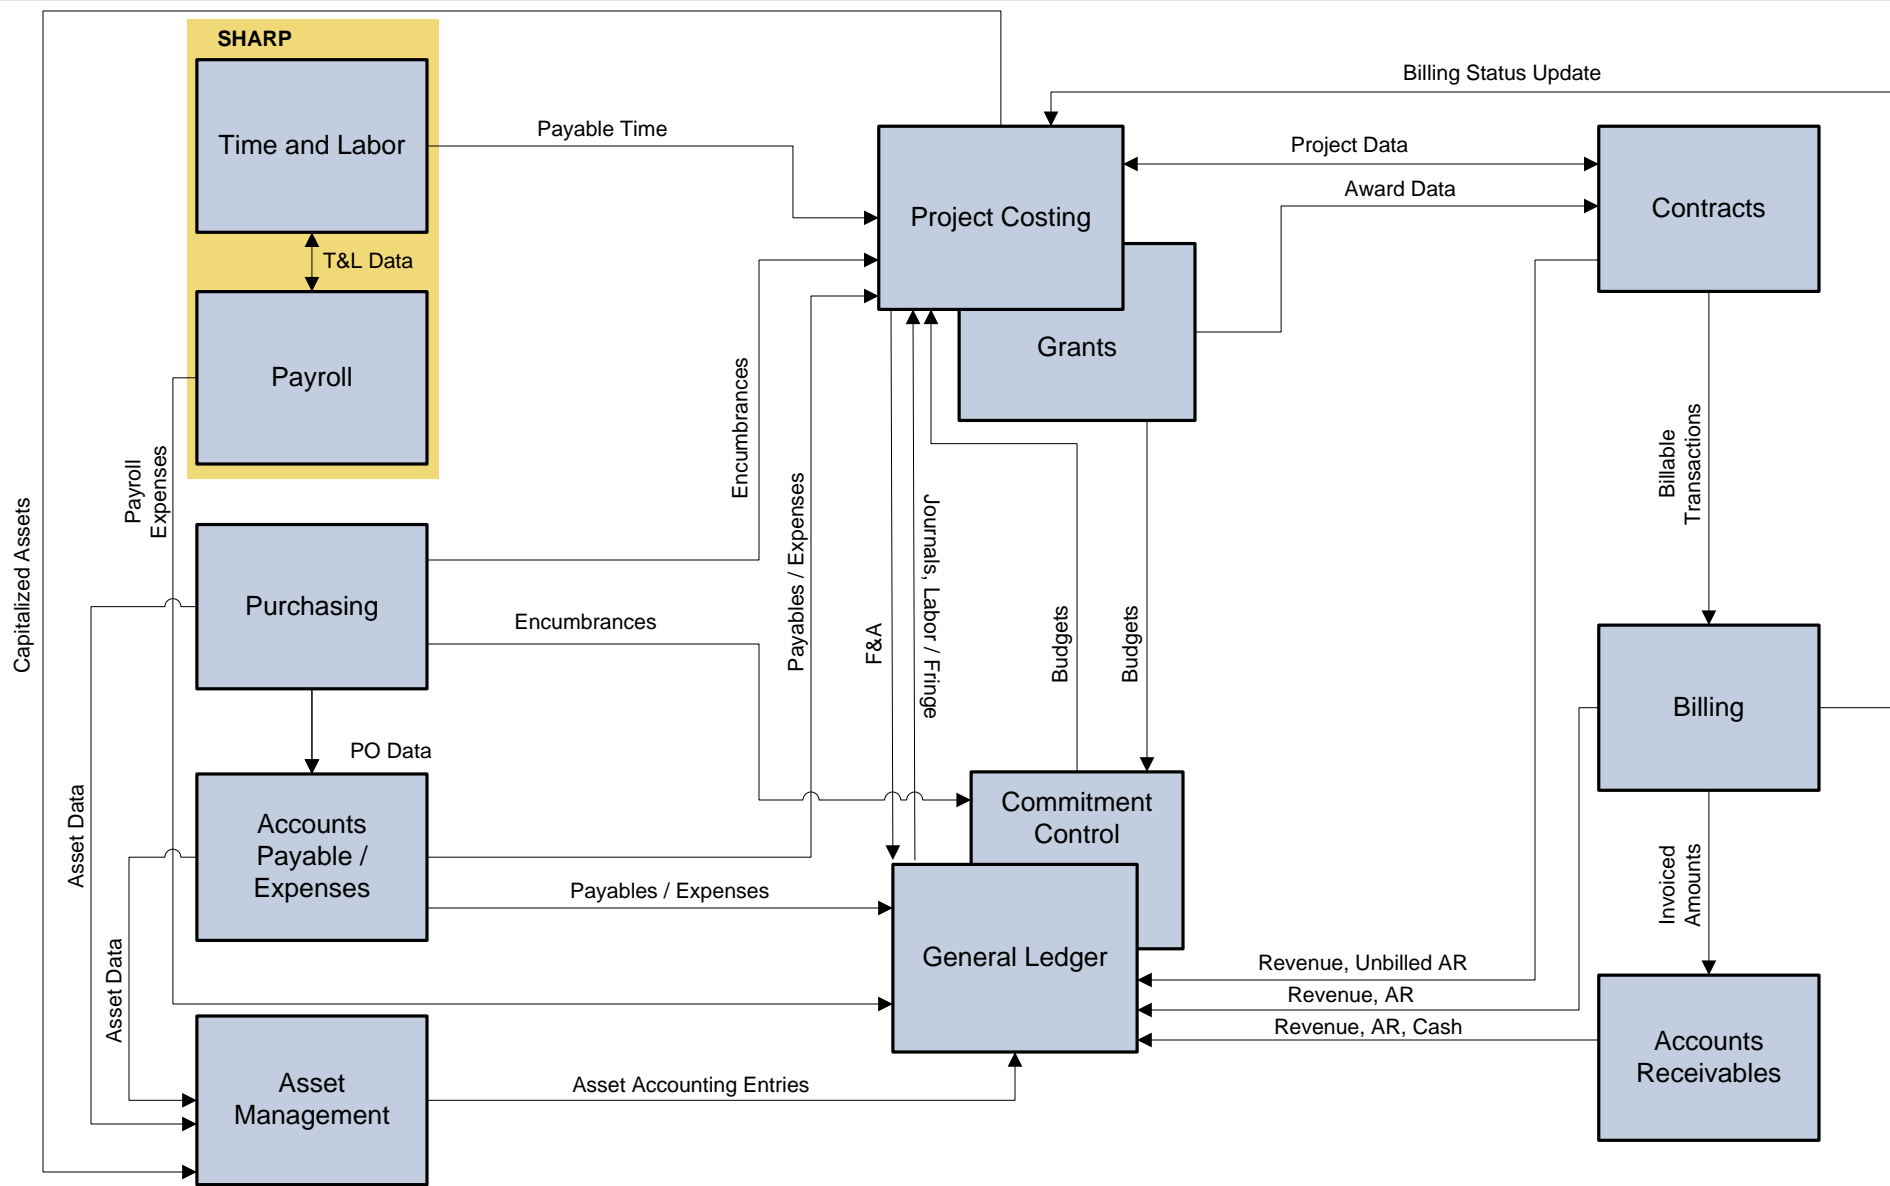 SHARP
Billing Status Update
Time and Labor
Payable Time
Project Data
Award Data
Project Costing
Contracts
T&L Data
Grants
Payroll
Payroll
Expenses
Encumbrances
Billable
Transactions
Capitalized Assets
Payables / Expenses
Journals, Labor / Fringe
Purchasing
Encumbrances
F&A
Budgets
Budgets
Billing
PO Data
Asset Data
Commitment
Control
Accounts
Payable /
Expenses
Payables / Expenses
Invoiced
Amounts
Asset Data
General Ledger
Revenue, Unbilled AR
Revenue, AR
Revenue, AR, Cash
Accounts
Receivables
Asset
Management
Asset Accounting Entries